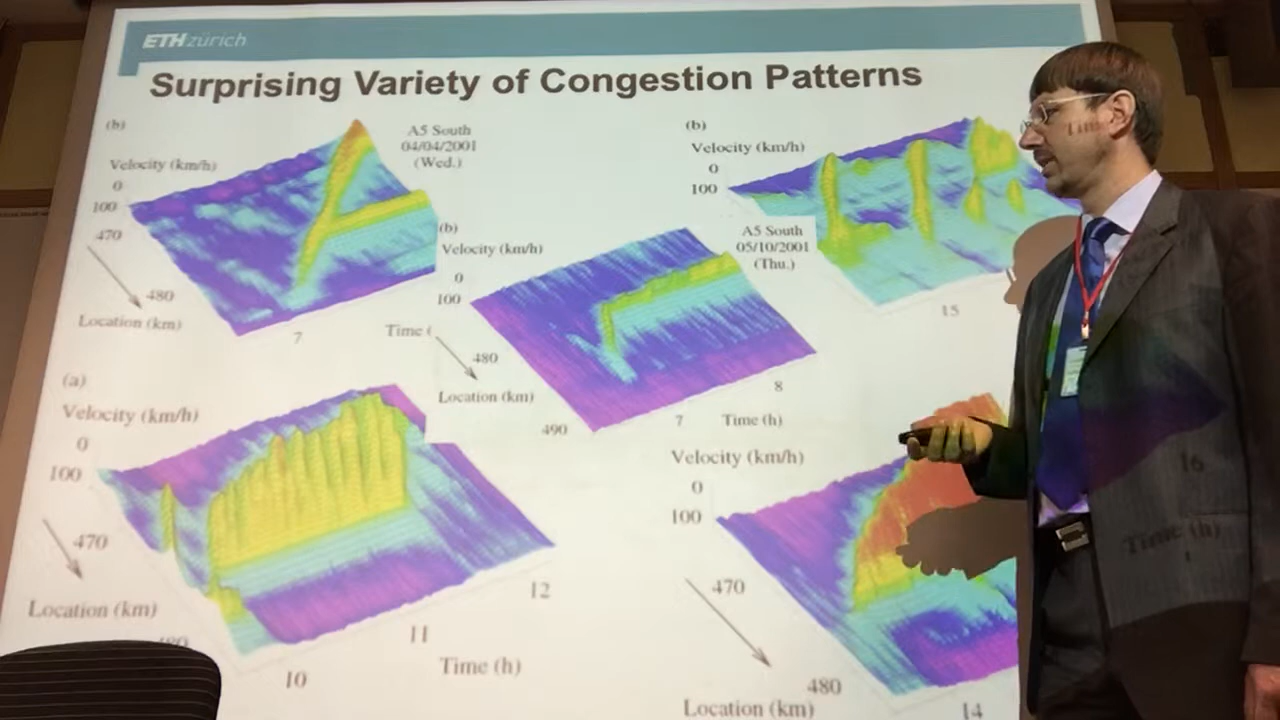 ETH zürich
Surprising Variety of Congestion Patterns
(b)
A5 South
04/04/2001
(Wed.)
Velocity (km/h)
0
100
470
480
Location (km)
7
(b)
Velocity (km/h)
0
100
Time (
480
Location (km)
490
7
8
Time (h)
(b)
Velocity (km/h)
0
100
A5 South
05/10/2001
(Thu.)
15
16
Time (h)
(a)
Velocity (km/h)
0
100
470
Location (km)
480
10
11
12
Time (h)
Velocity (km/h)
0
100
470
480
Location (km)
14